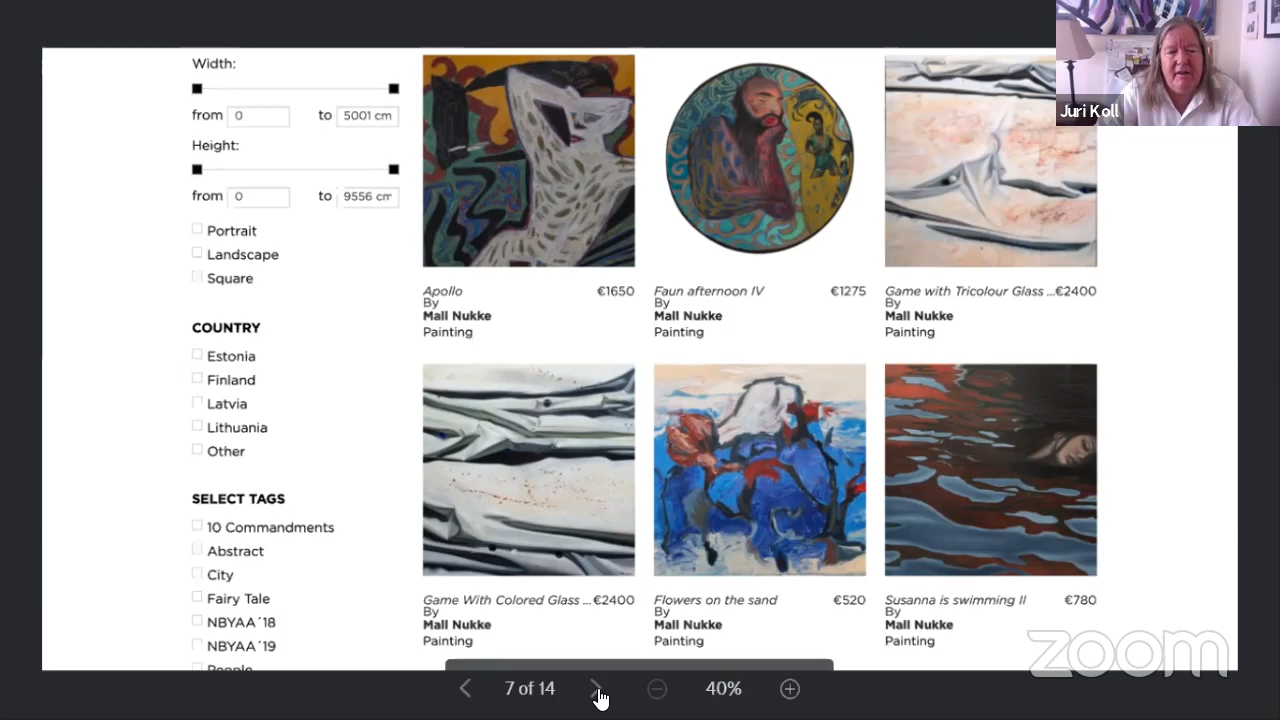 Juri Koll
Width:
from 0 to 5001 cm
Height:
from 0 to 9556 cm
Portrait
Landscape
Square
COUNTRY
Estonia
Finland
Latvia
Lithuania
Other
SELECT TAGS
10 Commandments
Abstract
City
Fairy Tale
NBYAA´18
NBYAA´19
People
Apollo €1650
By
Mall Nukke
Painting
Faun afternoon IV €1275
By
Mall Nukke
Painting
Game with Tricolour Glass ...€2400
By
Mall Nukke
Painting
Game With Colored Glass ...€2400
By
Mall Nukke
Painting
Flowers on the sand €520
By
Mall Nukke
Painting
Susanna is swimming II €780
By
Mall Nukke
Painting
zoom
7 of 14
40%